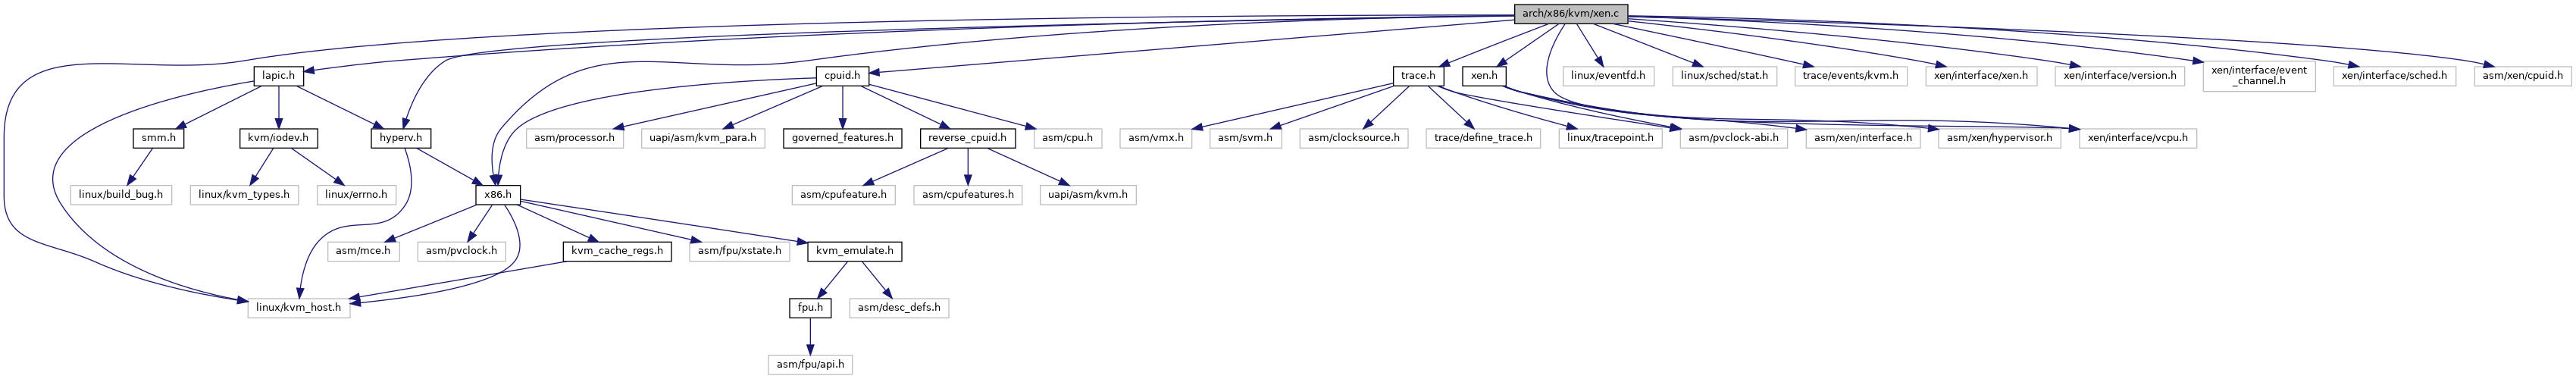 arch/x86/kvm/xen.c
lapic.h
cpuid.h
trace.h
xen.h
linux/eventfd.h
linux/sched/stat.h
trace/events/kvm.h
xen/interface/xen.h
xen/interface/version.h
xen/interface/event
_channel.h
xen/interface/sched.h
asm/xen/cpuid.h
smm.h
kvm/iodev.h
hyperv.h
asm/processor.h
uapi/asm/kvm_para.h
governed_features.h
reverse_cpuid.h
asm/cpu.h
asm/vmx.h
asm/svm.h
asm/clocksource.h
trace/define_trace.h
linux/tracepoint.h
asm/pvclock-abi.h
asm/xen/interface.h
asm/xen/hypervisor.h
xen/interface/vcpu.h
linux/build_bug.h
linux/kvm_types.h
linux/errno.h
x86.h
asm/cpufeature.h
asm/cpufeatures.h
uapi/asm/kvm.h
asm/mce.h
asm/pvclock.h
kvm_cache_regs.h
asm/fpu/xstate.h
kvm_emulate.h
linux/kvm_host.h
fpu.h
asm/desc_defs.h
asm/fpu/api.h